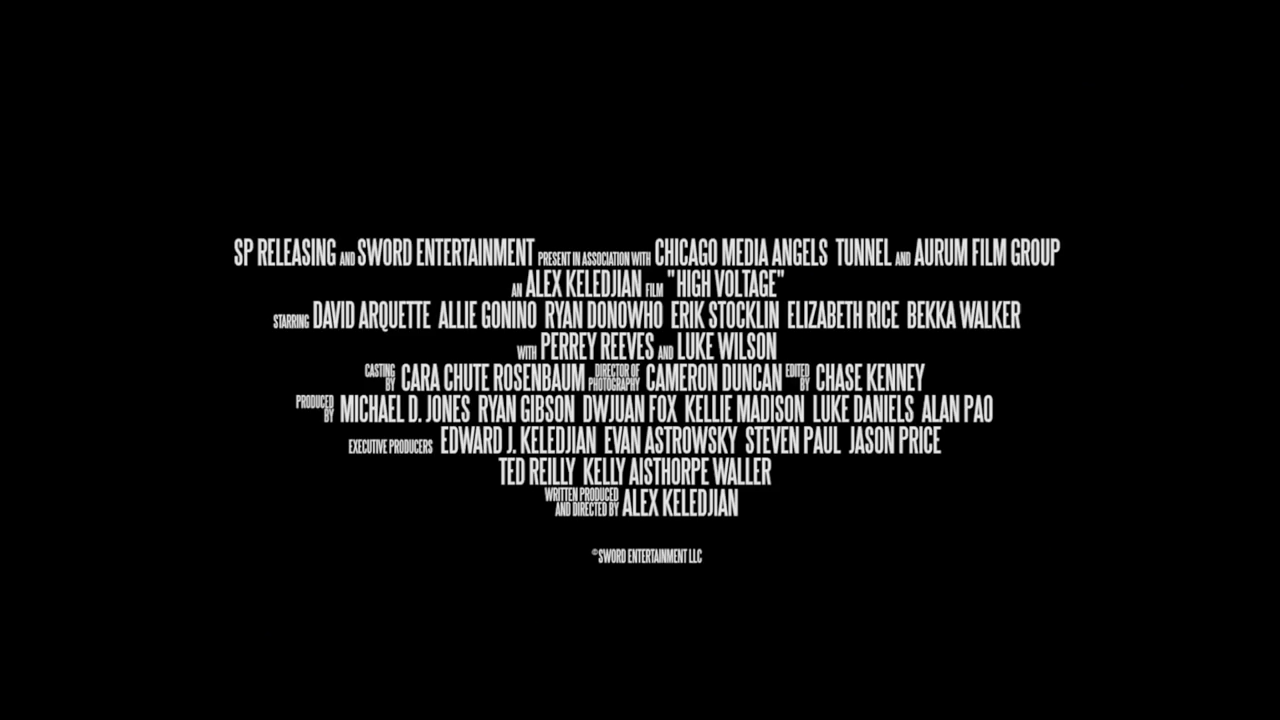 SP RELEASING AND SWORD ENTERTAINMENT PRESENT IN ASSOCIATION WITH CHICAGO MEDIA ANGELS TUNNEL AND AURUM FILM GROUP
AN ALEX KELEDJIAN FILM "HIGH VOLTAGE"
STARRING DAVID ARQUETTE ALLIE GONINO RYAN DONOWHO ERIK STOCKLIN ELIZABETH RICE BEKKA WALKER
WITH PERREY REEVES AND LUKE WILSON
CASTING BY CARA CHUTE ROSENBAUM DIRECTOR OF PHOTOGRAPHY CAMERON DUNCAN EDITED BY CHASE KENNEY
PRODUCED BY MICHAEL D. JONES RYAN GIBSON DWJUAN FOX KELLIE MADISON LUKE DANIELS ALAN PAO
EXECUTIVE PRODUCERS EDWARD J. KELEDJIAN EVAN ASTROWSKY STEVEN PAUL JASON PRICE
TED REILLY KELLY AISTHORPE WALLER
WRITTEN PRODUCED AND DIRECTED BY ALEX KELEDJIAN
©SWORD ENTERTAINMENT LLC